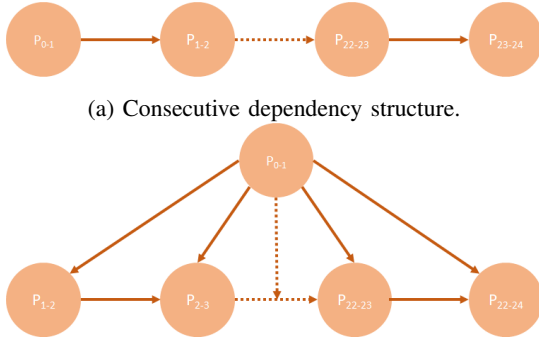 P0-1 P1-2 P22-23 P23-24
(a) Consecutive dependency structure.
P0-1
P1-2 P2-3 P22-23 P22-24